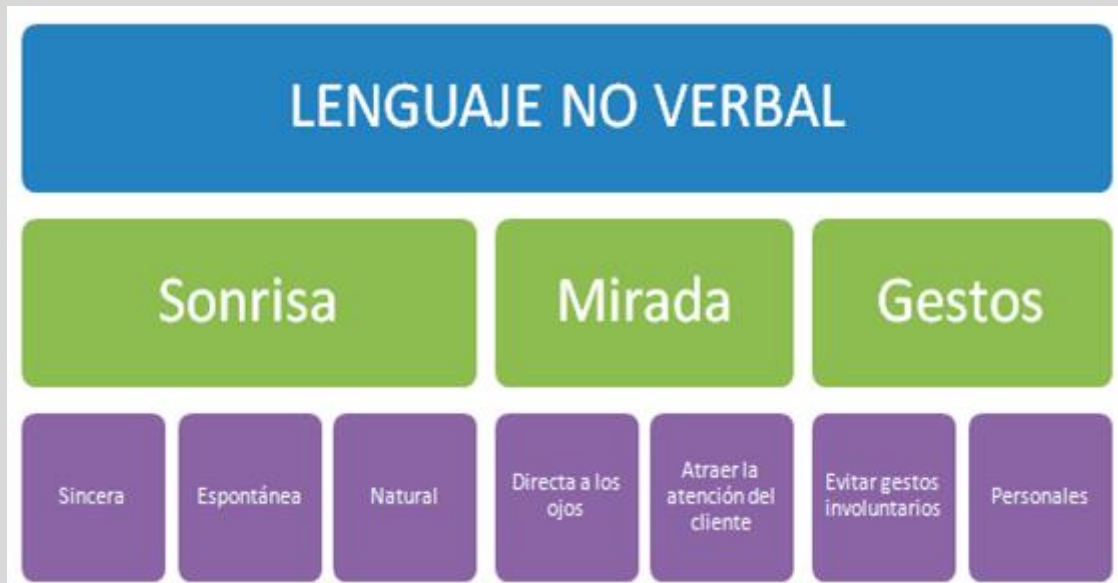 LENGUAJE NO VERBAL
Sonrisa
Mirada
Gestos
Sincera
Espontánea
Natural
Directa a los
ojos
Atraer la
atención del
cliente
Evitar gestos
involuntarios
Personales